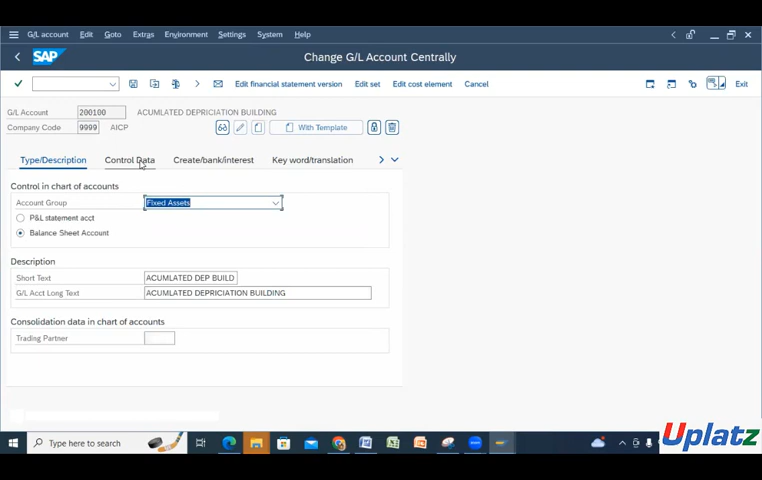 G/L account Edit Goto Extras Environment Settings System Help
SAP Change G/L Account Centrally
Edit financial statement version Edit set Edit cost element Cancel Exit
G/L Account 200100 ACUMLATED DEPRICIATION BUILDING
Company Code 9999 AICP With Template
Type/Description Control Data Create/bank/interest Key word/translation
Control in chart of accounts
Account Group Fixed Assets
P&L statement acct
Balance Sheet Account
Description
Short Text ACUMLATED DEP BUILD
G/L Acct Long Text ACUMLATED DEPRICIATION BUILDING
Consolidation data in chart of accounts
Trading Partner
Type here to search
Uplatz